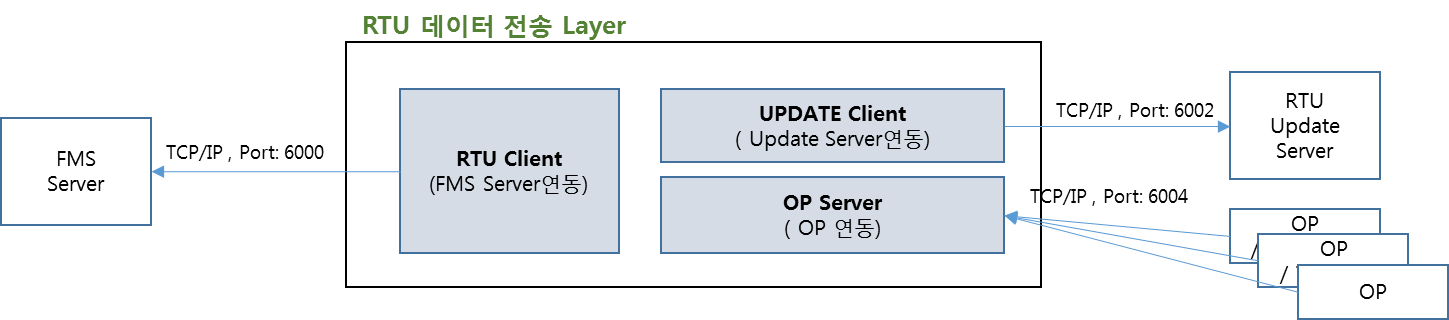 RTU 데이터 전송 Layer
FMS
Server
TCP/IP , Port: 6000
RTU Client
(FMS Server연동)
UPDATE Client
( Update Server연동)
OP Server
( OP 연동)
TCP/IP , Port: 6002
RTU
Update
Server
TCP/IP , Port: 6004
OP
/
OP
/
OP